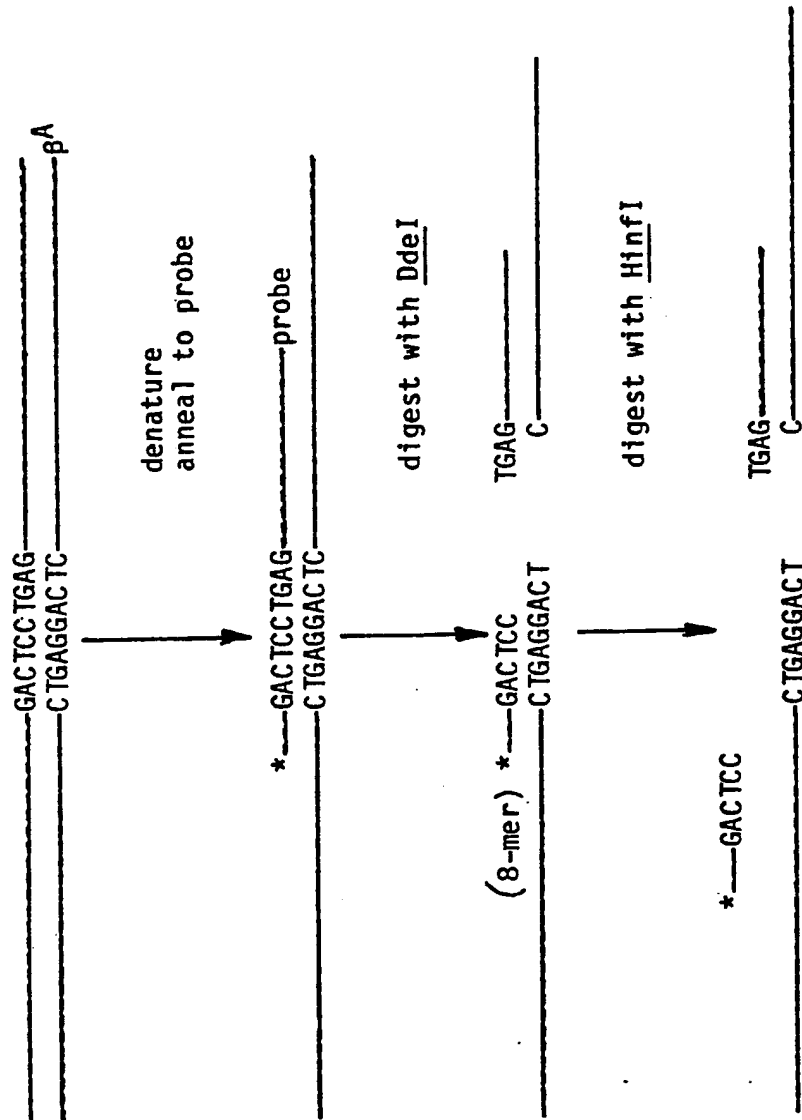 GACTCCTGAG
CTGAGGACTC βA
denature
anneal to probe
* GACTCCTGAG probe
CTGAGGACTC
digest with DdeI
(8-mer) * GACTCC TGAG
CTGAGGACT C
digest with HinfI
* GACTCC TGAG
CTGAGGACT C